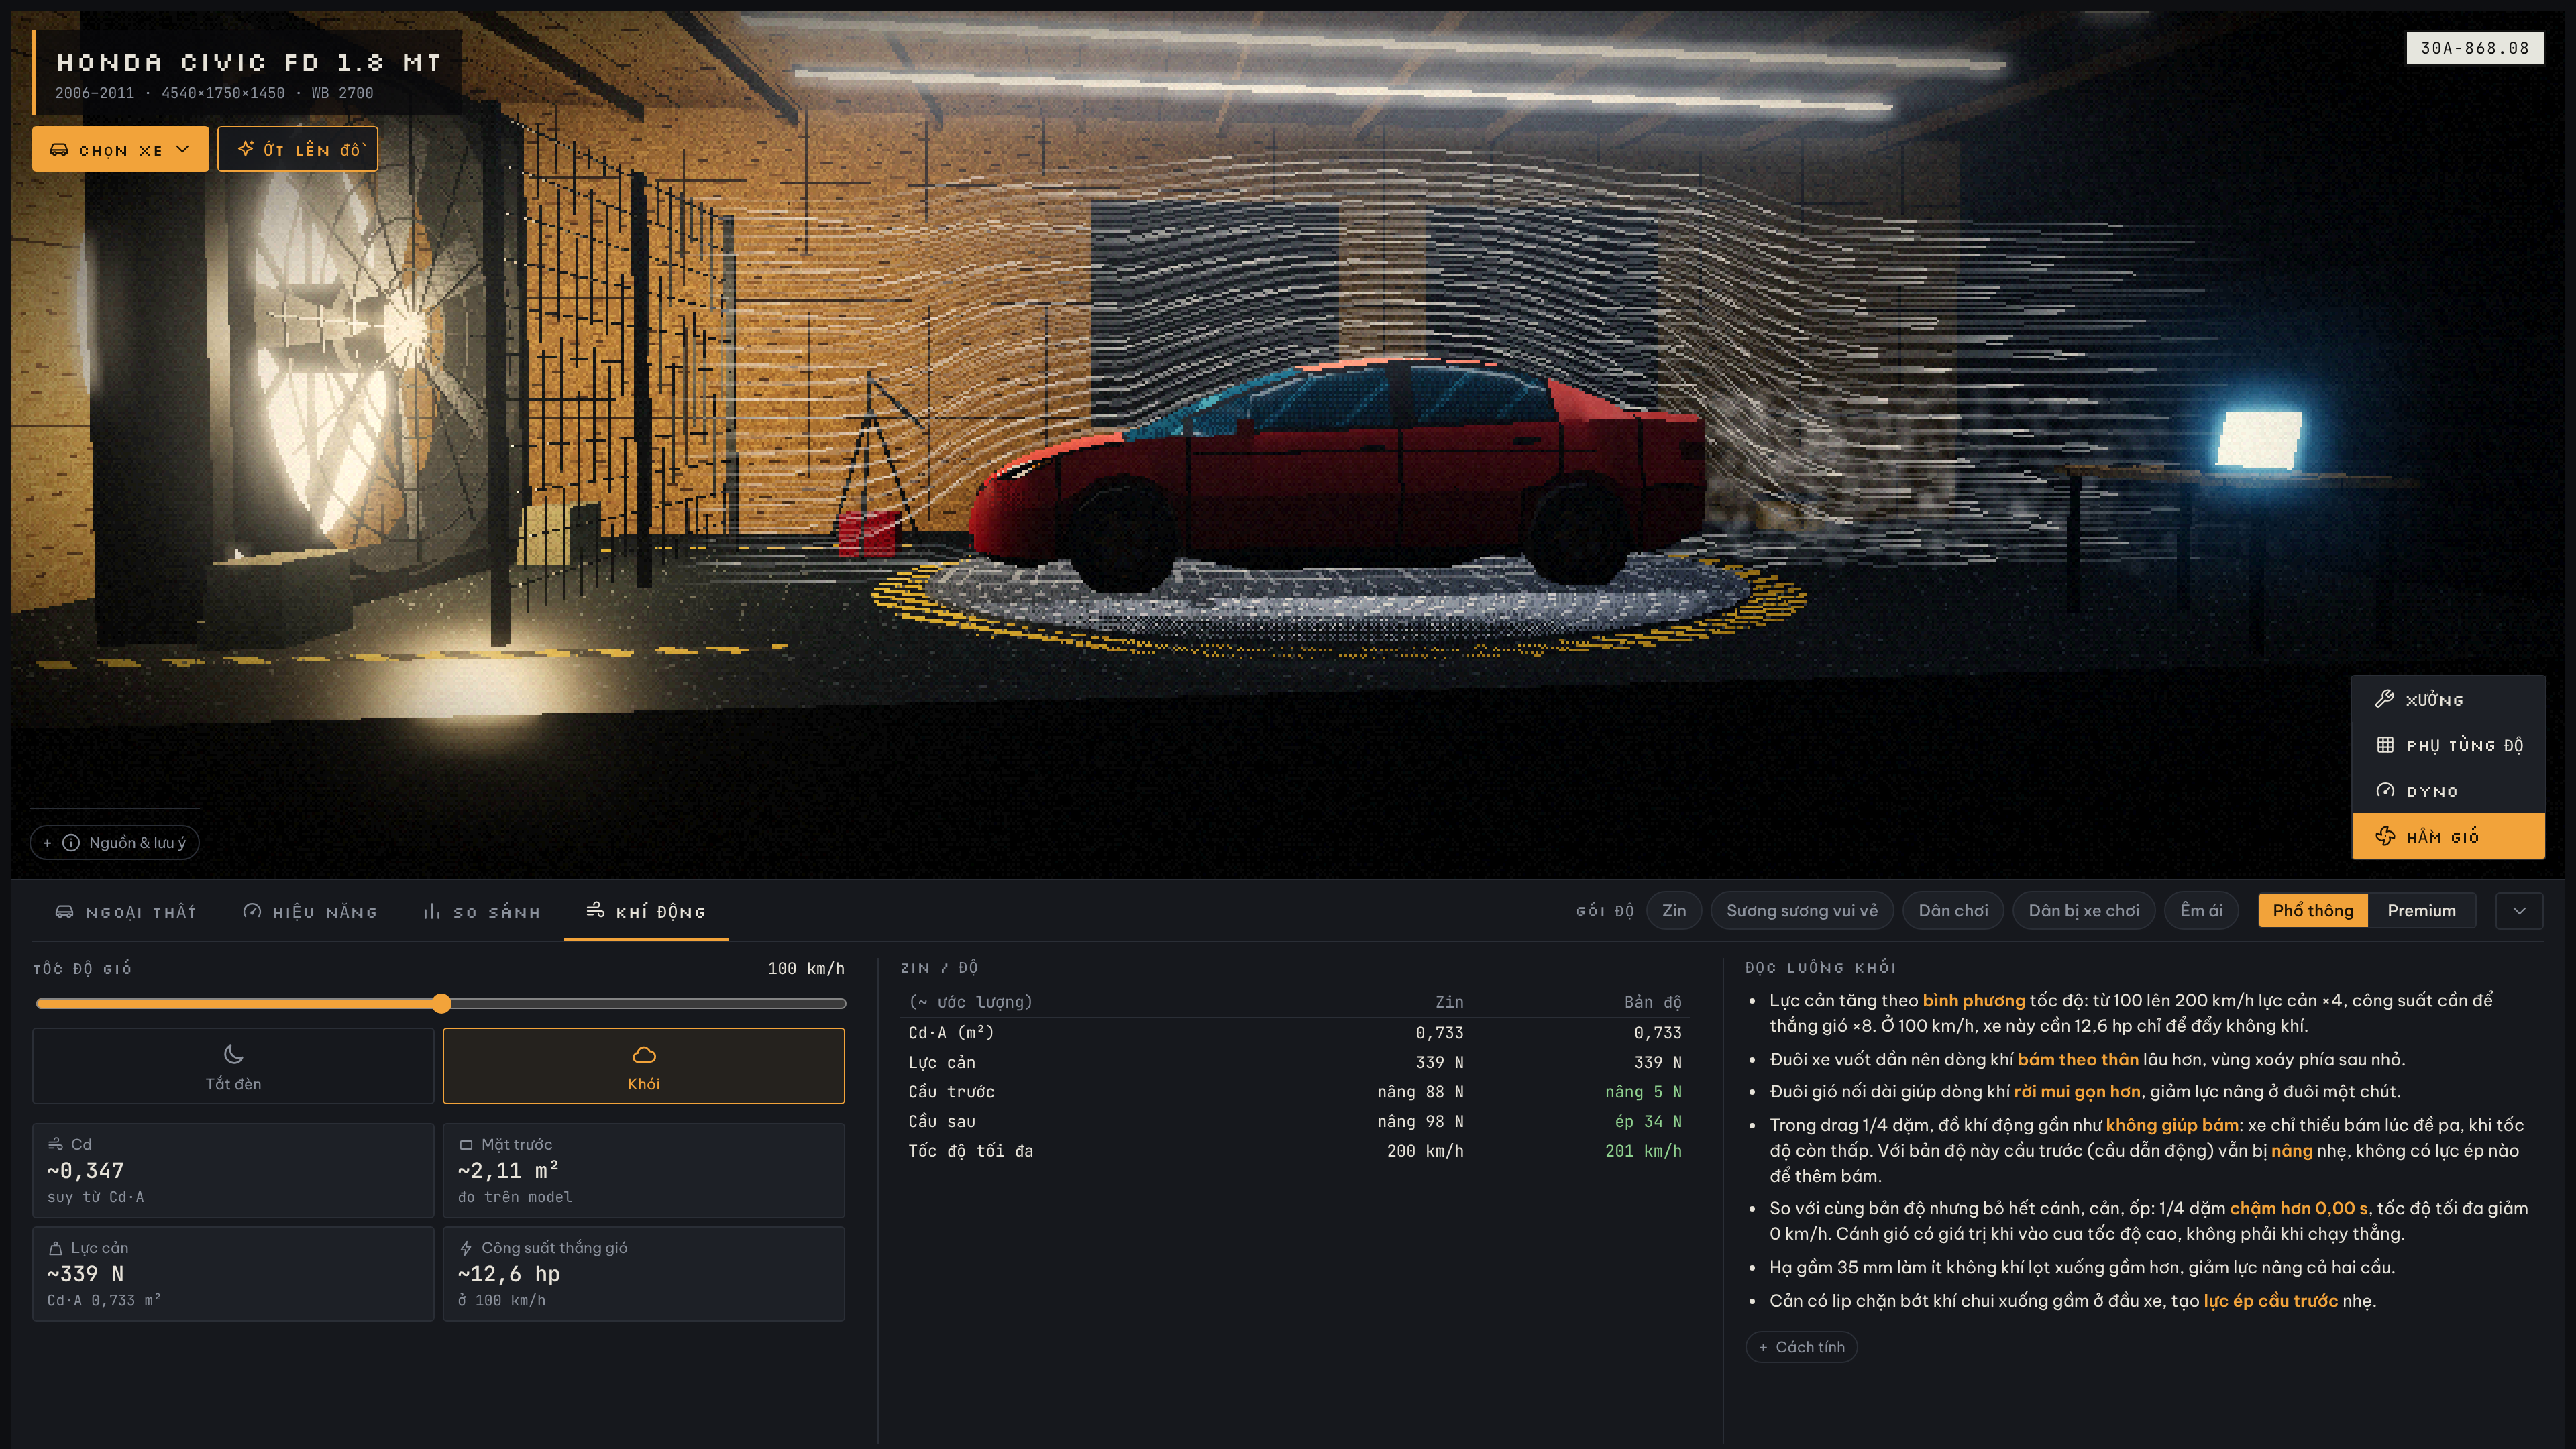 HONDA CIVIC FD 1.8 MT
2006–2011 · 4540×1750×1450 · WB 2700
30A-868.08
CHỌN XE
ỚT LÊN ĐỒ
XƯỞNG
PHỤ TÙNG ĐỘ
DYNO
HẦM GIÓ
+ Nguồn & lưu ý
NGOẠI THẤT
HIỆU NĂNG
SO SÁNH
KHÍ ĐỘNG
GÓI ĐỘ
Zin
Sương sương vui vẻ
Dân chơi
Dân bị xe chơi
Êm ái
Phổ thông
Premium
TỐC ĐỘ GIÓ
100 km/h
Tắt đèn
Khói
Cd
~0,347
suy từ Cd·A
Mặt trước
~2,11 m²
đo trên model
Lực cản
~339 N
Cd·A 0,733 m²
Công suất thắng gió
~12,6 hp
ở 100 km/h
ZIN / ĐỘ
(~ ước lượng) Zin Bản độ
Cd·A (m²) 0,733 0,733
Lực cản 339 N 339 N
Cầu trước nâng 88 N nâng 5 N
Cầu sau nâng 98 N ép 34 N
Tốc độ tối đa 200 km/h 201 km/h
ĐỌC LUỒNG KHÓI
• Lực cản tăng theo bình phương tốc độ: từ 100 lên 200 km/h lực cản ×4, công suất cần để
thắng gió ×8. Ở 100 km/h, xe này cần 12,6 hp chỉ để đẩy không khí.
• Đuôi xe vuốt dần nên dòng khí bám theo thân lâu hơn, vùng xoáy phía sau nhỏ.
• Đuôi gió nối dài giúp dòng khí rời mui gọn hơn, giảm lực nâng ở đuôi một chút.
• Trong drag 1/4 dặm, đồ khí động gần như không giúp bám: xe chỉ thiếu bám lúc đề pa, khi tốc
độ còn thấp. Với bản độ này cầu trước (cầu dẫn động) vẫn bị nâng nhẹ, không có lực ép nào
để thêm bám.
• So với cùng bản độ nhưng bỏ hết cánh, cản, ốp: 1/4 dặm chậm hơn 0,00 s, tốc độ tối đa giảm
0 km/h. Cánh gió có giá trị khi vào cua tốc độ cao, không phải khi chạy thẳng.
• Hạ gầm 35 mm làm ít không khí lọt xuống gầm hơn, giảm lực nâng cả hai cầu.
• Cản có lip chặn bớt khí chui xuống gầm ở đầu xe, tạo lực ép cầu trước nhẹ.
+ Cách tính